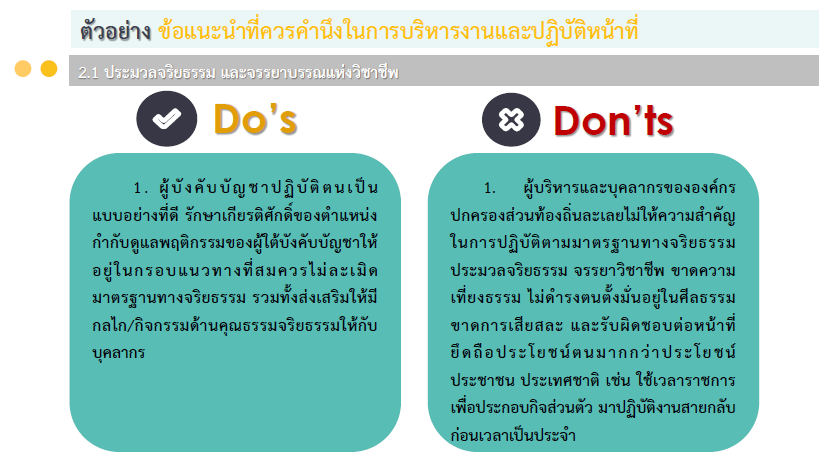 ตัวอย่าง ข้อแนะนำที่ควรคำนึงในการบริหารงานและปฏิบัติหน้าที่
2.1 ประมวลจริยธรรม และจรรยาบรรณแห่งวิชาชีพ
Do's
1. ผู้บังคับบัญชาปฏิบัติตนเป็น
แบบอย่างที่ดี รักษาเกียรติศักดิ์ของตำแหน่ง
กำกับดูแลพฤติกรรมของผู้ใต้บังคับบัญชาให้
อยู่ในกรอบแนวทางที่สมควรไม่ละเมิด
มาตรฐานทางจริยธรรม รวมทั้งส่งเสริมให้มี
กลไก/กิจกรรมด้านคุณธรรมจริยธรรมให้กับ
บุคลากร
Don'ts
1. ผู้บริหารและบุคลากรขององค์กร
ปกครองส่วนท้องถิ่นละเลยไม่ให้ความสำคัญ
ในการปฏิบัติตามมาตรฐานทางจริยธรรม
ประมวลจริยธรรม จรรยาวิชาชีพ ขาดความ
เที่ยงธรรม ไม่ดำรงตนตั้งมั่นอยู่ในศีลธรรม
ขาดการเสียสละ และรับผิดชอบต่อหน้าที่
ยึดถือประโยชน์ตนมากกว่าประโยชน์
ประชาชน ประเทศชาติ เช่น ใช้เวลาราชการ
เพื่อประกอบกิจส่วนตัว มาปฏิบัติงานสายกลับ
ก่อนเวลาเป็นประจำ